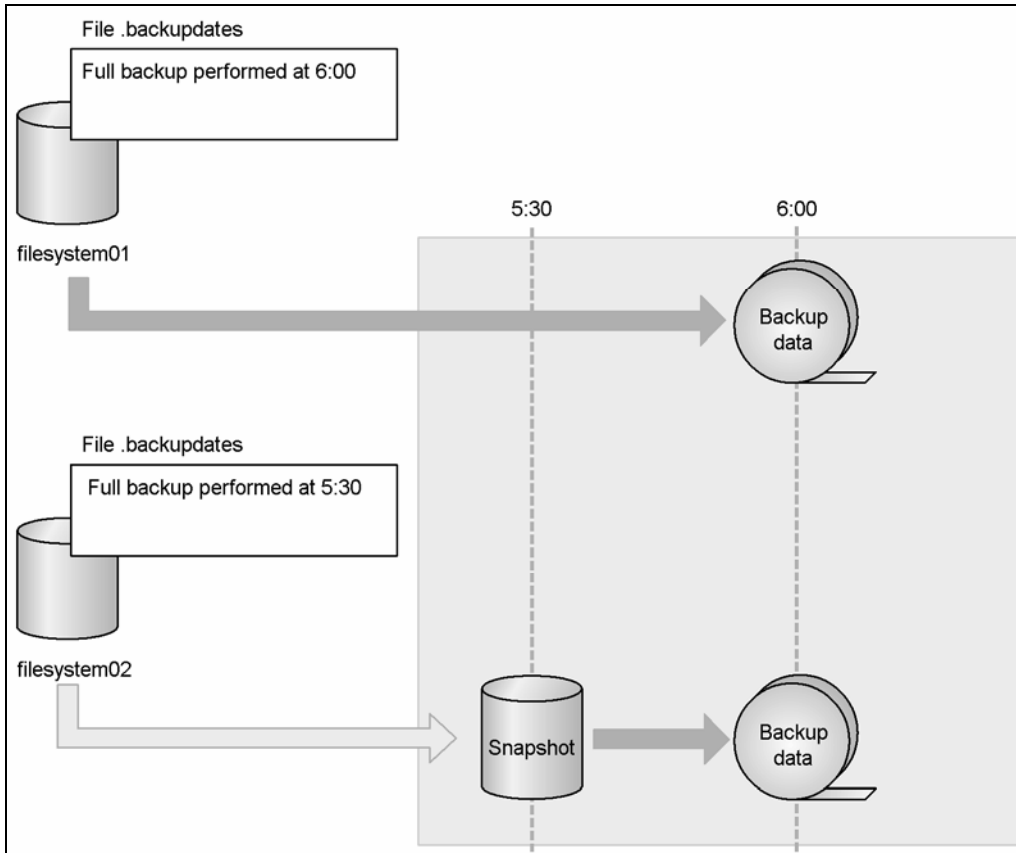 File .backupdates
Full backup performed at 6:00
5:30
6:00
filesystem01
Backup
data
File .backupdates
Full backup performed at 5:30
filesystem02
Snapshot
Backup
data